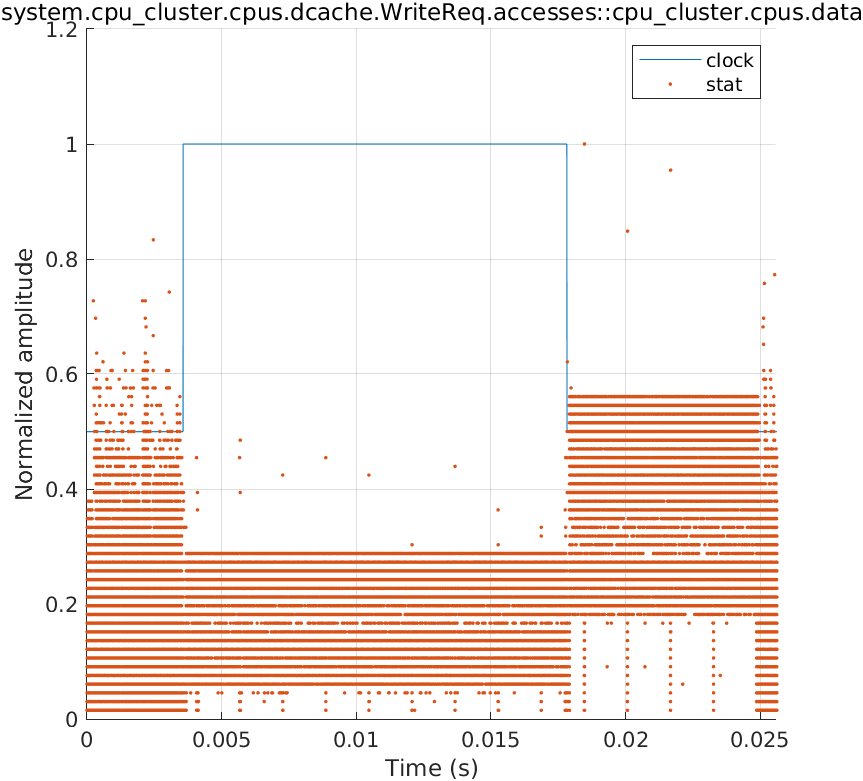 system.cpu_cluster.cpus.dcache.WriteReq.accesses::cpu_cluster.cpus.data
1.2
1
0.8
0.6
0.4
0.2
0
Normalized amplitude
clock
stat
0
0.005
0.01
0.015
0.02
0.025
Time (s)